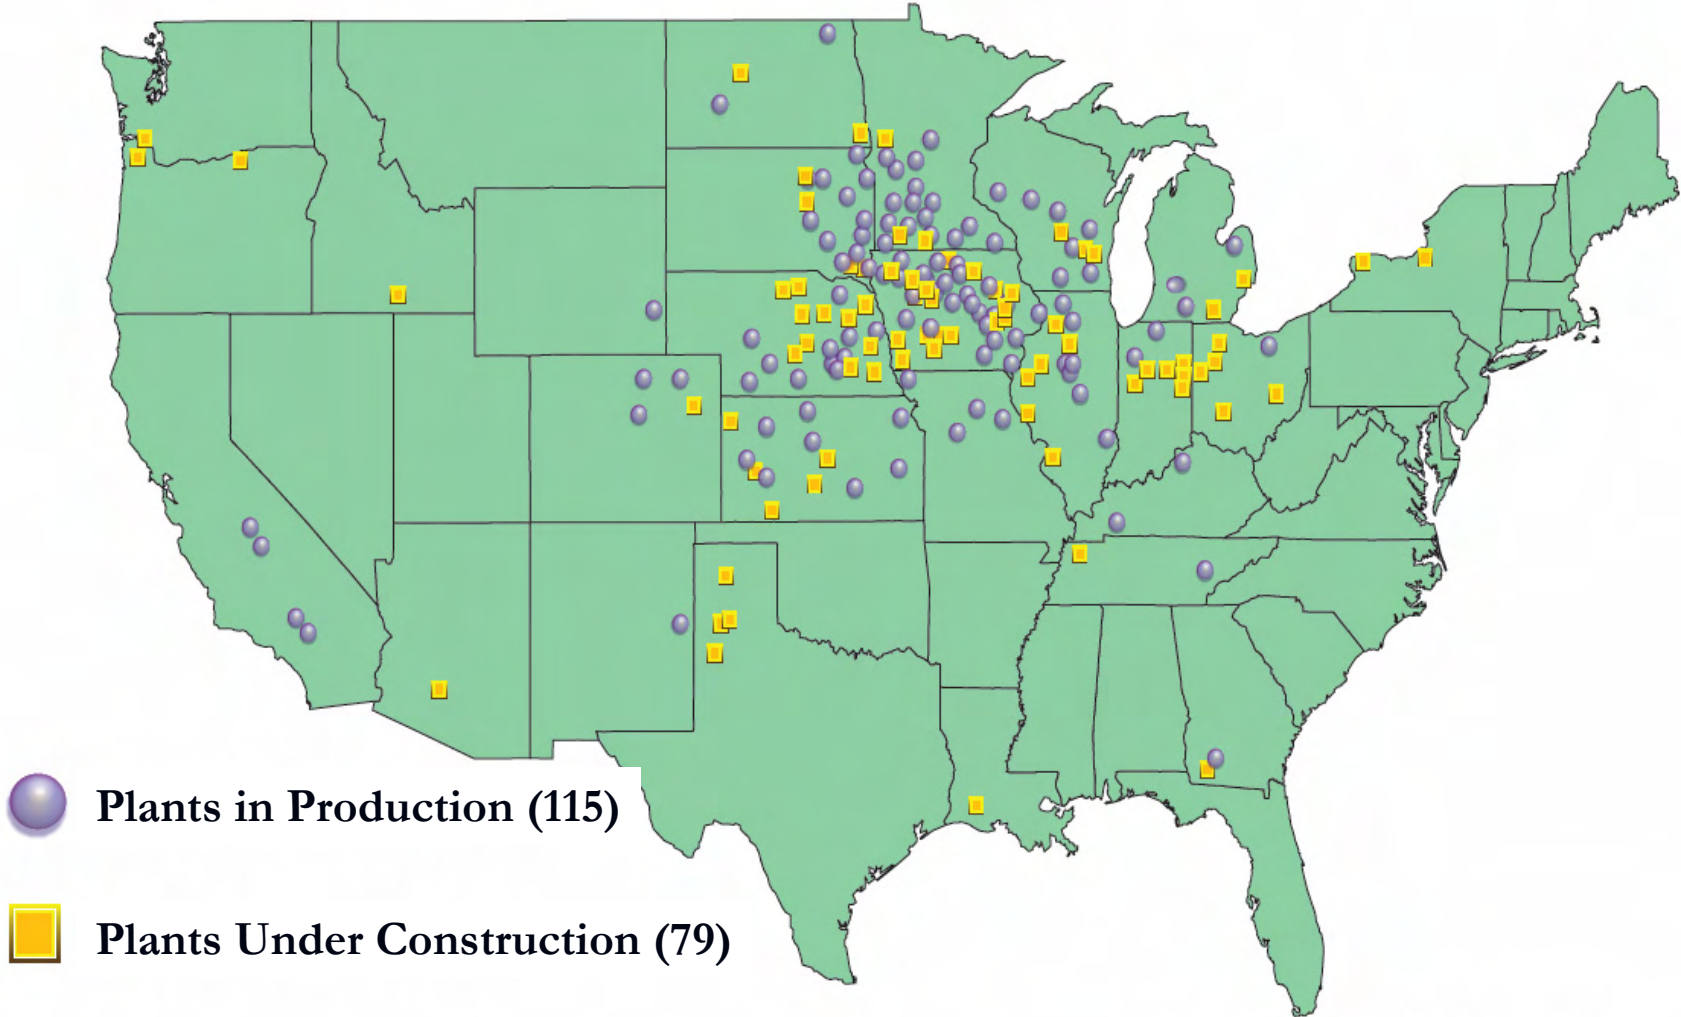 Plants in Production (115)
Plants Under Construction (79)